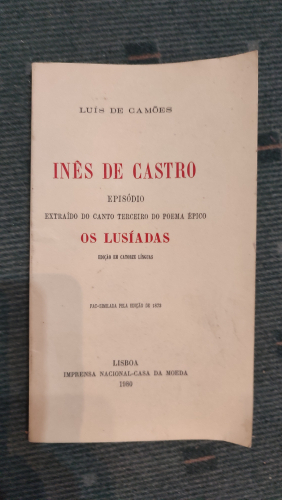 LUÍS DE CAMÕES
INÊS DE CASTRO
EPISÓDIO
EXTRAÍDO DO CANTO TERCEIRO DO POEMA ÉPICO
OS LUSÍADAS
EDIÇÃO EM CATORZE LÍNGUAS
FAC-SIMILADA PELA EDIÇÃO DE 1873
LISBOA
IMPRENSA NACIONAL-CASA DA MOEDA
1980